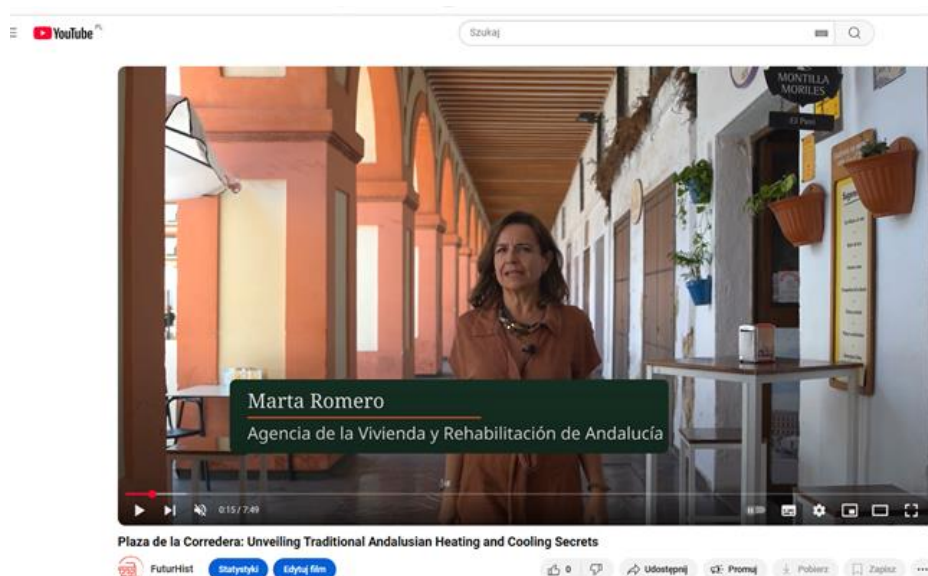 YouTube PL
Szukaj
MONTILLA
MORILES
El Pisto
Marta Romero
Agencia de la Vivienda y Rehabilitación de Andalucía
0:15 / 7:49
Plaza de la Corredera: Unveiling Traditional Andalusian Heating and Cooling Secrets
FuturHist
Statystyki
Edytuj film
0
Udostępnij
Promuj
Pobierz
Zapisz